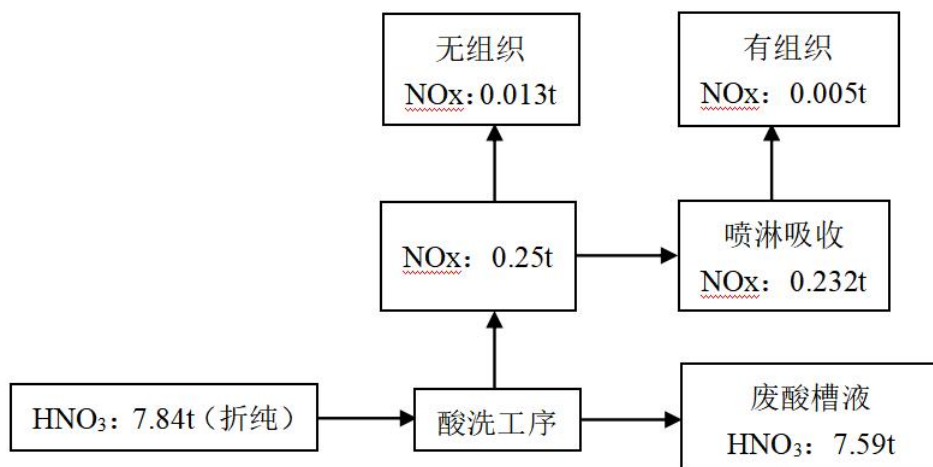 无组织
NOx：0.013t
有组织
NOx： 0.005t
NOx： 0.25t
喷淋吸收
NOx： 0.232t
HNO₃：7.84t（折纯）
酸洗工序
废酸槽液
HNO₃：7.59t